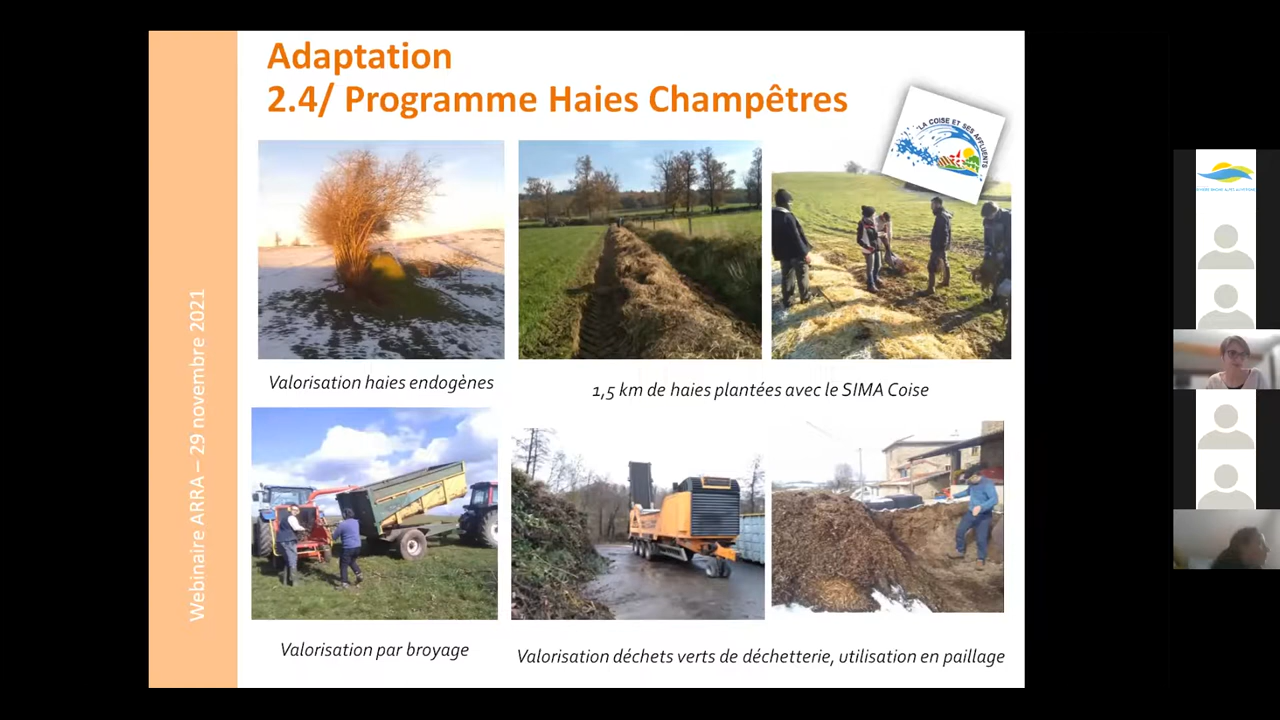 Adaptation
2.4/ Programme Haies Champêtres
"LA COISE ET SES AFFLUENTS
Valorisation haies endogènes
1,5 km de haies plantées avec le SIMA Coise
Webinaire ARRA – 29 novembre 2021
Valorisation par broyage
Valorisation déchets verts de déchetterie, utilisation en paillage